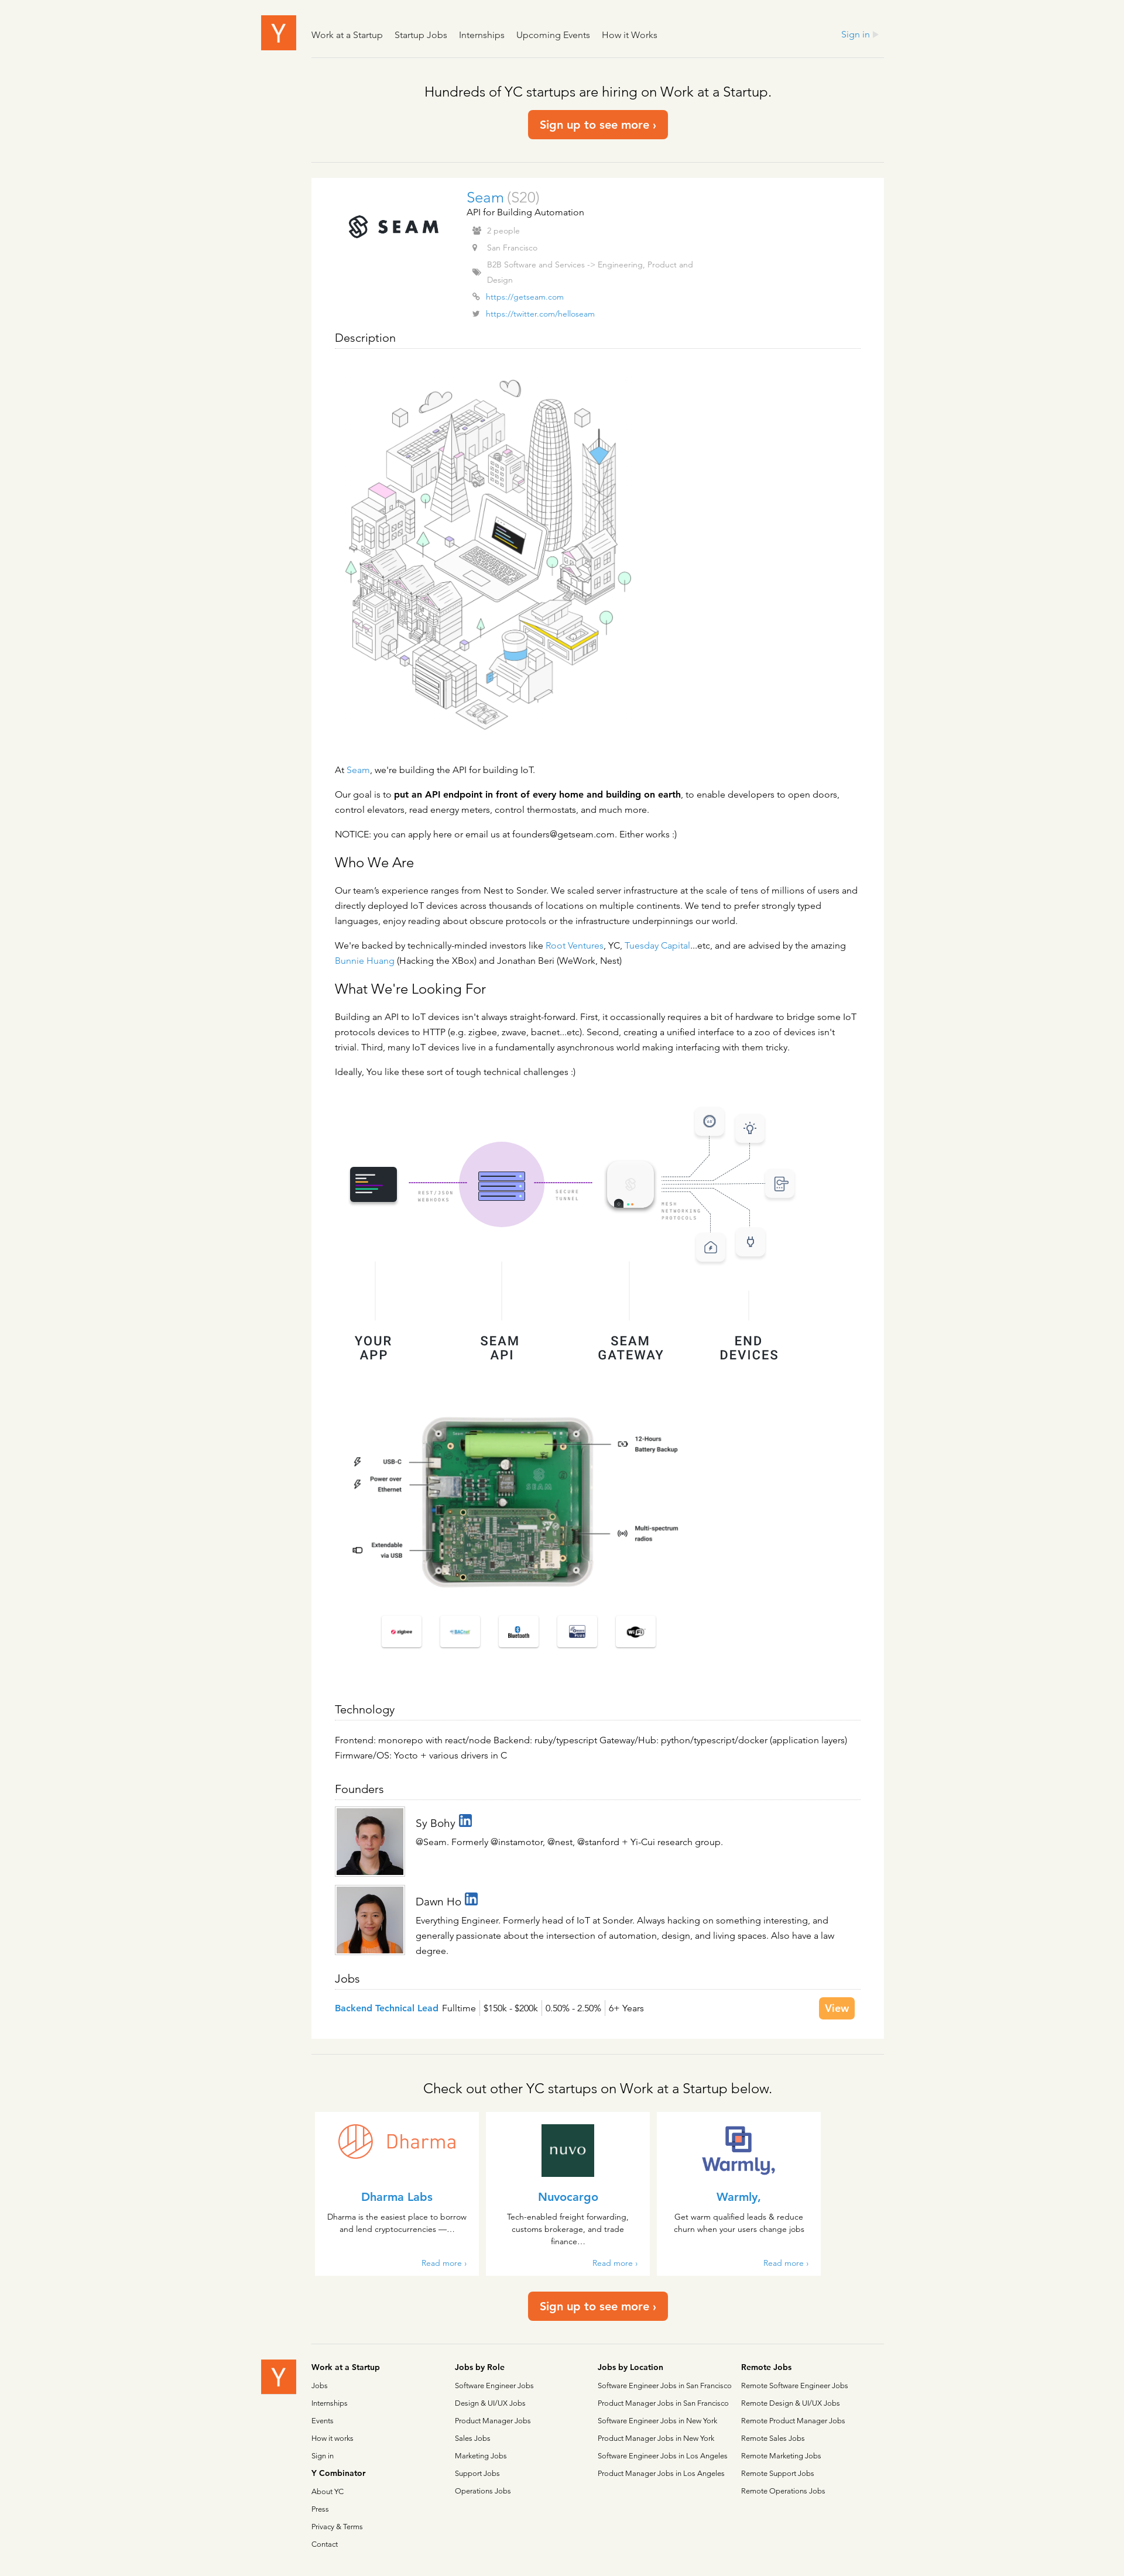 Y
Work at a Startup Startup Jobs Internships Upcoming Events How it Works Sign in
Hundreds of YC startups are hiring on Work at a Startup.
Sign up to see more ›
SEAM
Seam (S20)
API for Building Automation
2 people
San Francisco
B2B Software and Services -> Engineering, Product and
Design
https://getseam.com
https://twitter.com/helloseam
Description
At Seam, we're building the API for building IoT.
Our goal is to put an API endpoint in front of every home and building on earth, to enable developers to open doors,
control elevators, read energy meters, control thermostats, and much more.
NOTICE: you can apply here or email us at founders@getseam.com. Either works :)
Who We Are
Our team’s experience ranges from Nest to Sonder. We scaled server infrastructure at the scale of tens of millions of users and
directly deployed IoT devices across thousands of locations on multiple continents. We tend to prefer strongly typed
languages, enjoy reading about obscure protocols or the infrastructure underpinnings our world.
We're backed by technically-minded investors like Root Ventures, YC, Tuesday Capital...etc, and are advised by the amazing
Bunnie Huang (Hacking the XBox) and Jonathan Beri (WeWork, Nest)
What We're Looking For
Building an API to IoT devices isn't always straight-forward. First, it occassionally requires a bit of hardware to bridge some IoT
protocols devices to HTTP (e.g. zigbee, zwave, bacnet...etc). Second, creating a unified interface to a zoo of devices isn't
trivial. Third, many IoT devices live in a fundamentally asynchronous world making interfacing with them tricky.
Ideally, You like these sort of tough technical challenges :)
REST/JSON
WEBHOOKS
SECURE
TUNNEL
MESH
NETWORKING
PROTOCOLS
YOUR
APP
SEAM
API
SEAM
GATEWAY
END
DEVICES
12-Hours
Battery Backup
USB-C
Power over
Ethernet
SEAM
Extendable
via USB
Multi-spectrum
radios
zigbee
BACnet
Bluetooth
WiFi
Technology
Frontend: monorepo with react/node Backend: ruby/typescript Gateway/Hub: python/typescript/docker (application layers)
Firmware/OS: Yocto + various drivers in C
Founders
Sy Bohy in
@Seam. Formerly @instamotor, @nest, @stanford + Yi-Cui research group.
Dawn Ho in
Everything Engineer. Formerly head of IoT at Sonder. Always hacking on something interesting, and
generally passionate about the intersection of automation, design, and living spaces. Also have a law
degree.
Jobs
Backend Technical Lead Fulltime $150k - $200k 0.50% - 2.50% 6+ Years View
Check out other YC startups on Work at a Startup below.
Dharma
Dharma Labs
Dharma is the easiest place to borrow
and lend cryptocurrencies —…
Read more ›
nuvo
Nuvocargo
Tech-enabled freight forwarding,
customs brokerage, and trade
finance…
Read more ›
Warmly,
Warmly,
Get warm qualified leads & reduce
churn when your users change jobs
Read more ›
Sign up to see more ›
Y
Work at a Startup
Jobs
Internships
Events
How it works
Sign in
Y Combinator
About YC
Press
Privacy & Terms
Contact
Jobs by Role
Software Engineer Jobs
Design & UI/UX Jobs
Product Manager Jobs
Sales Jobs
Marketing Jobs
Support Jobs
Operations Jobs
Jobs by Location
Software Engineer Jobs in San Francisco
Product Manager Jobs in San Francisco
Software Engineer Jobs in New York
Product Manager Jobs in New York
Software Engineer Jobs in Los Angeles
Product Manager Jobs in Los Angeles
Remote Jobs
Remote Software Engineer Jobs
Remote Design & UI/UX Jobs
Remote Product Manager Jobs
Remote Sales Jobs
Remote Marketing Jobs
Remote Support Jobs
Remote Operations Jobs